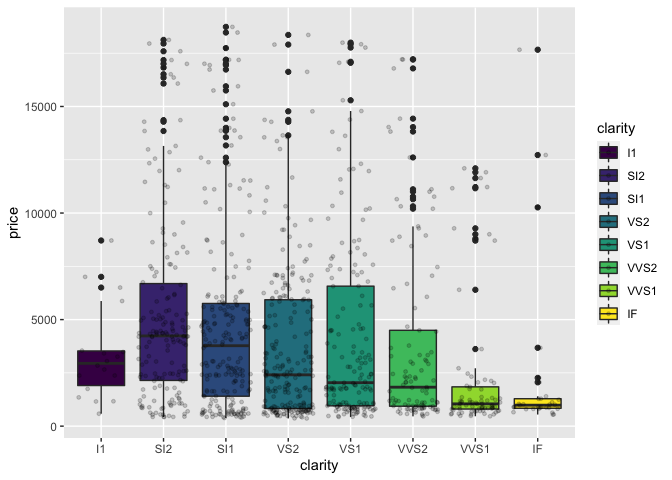 price
15000
10000
5000
0
I1 SI2 SI1 VS2 VS1 VVS2 VVS1 IF
clarity
clarity
I1
SI2
SI1
VS2
VS1
VVS2
VVS1
IF